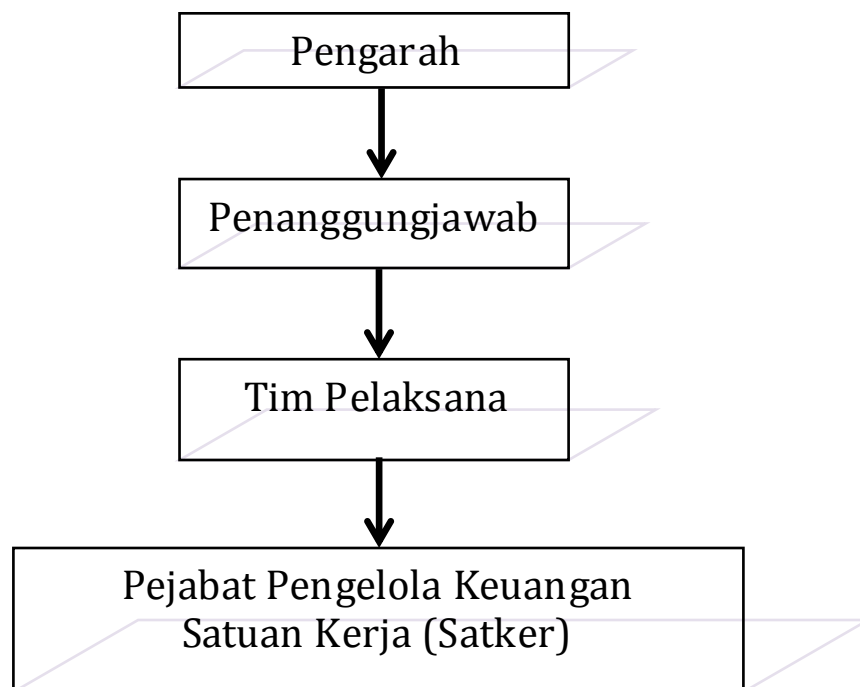 Pengarah
Penanggungjawab
Tim Pelaksana
Pejabat Pengelola Keuangan
Satuan Kerja (Satker)